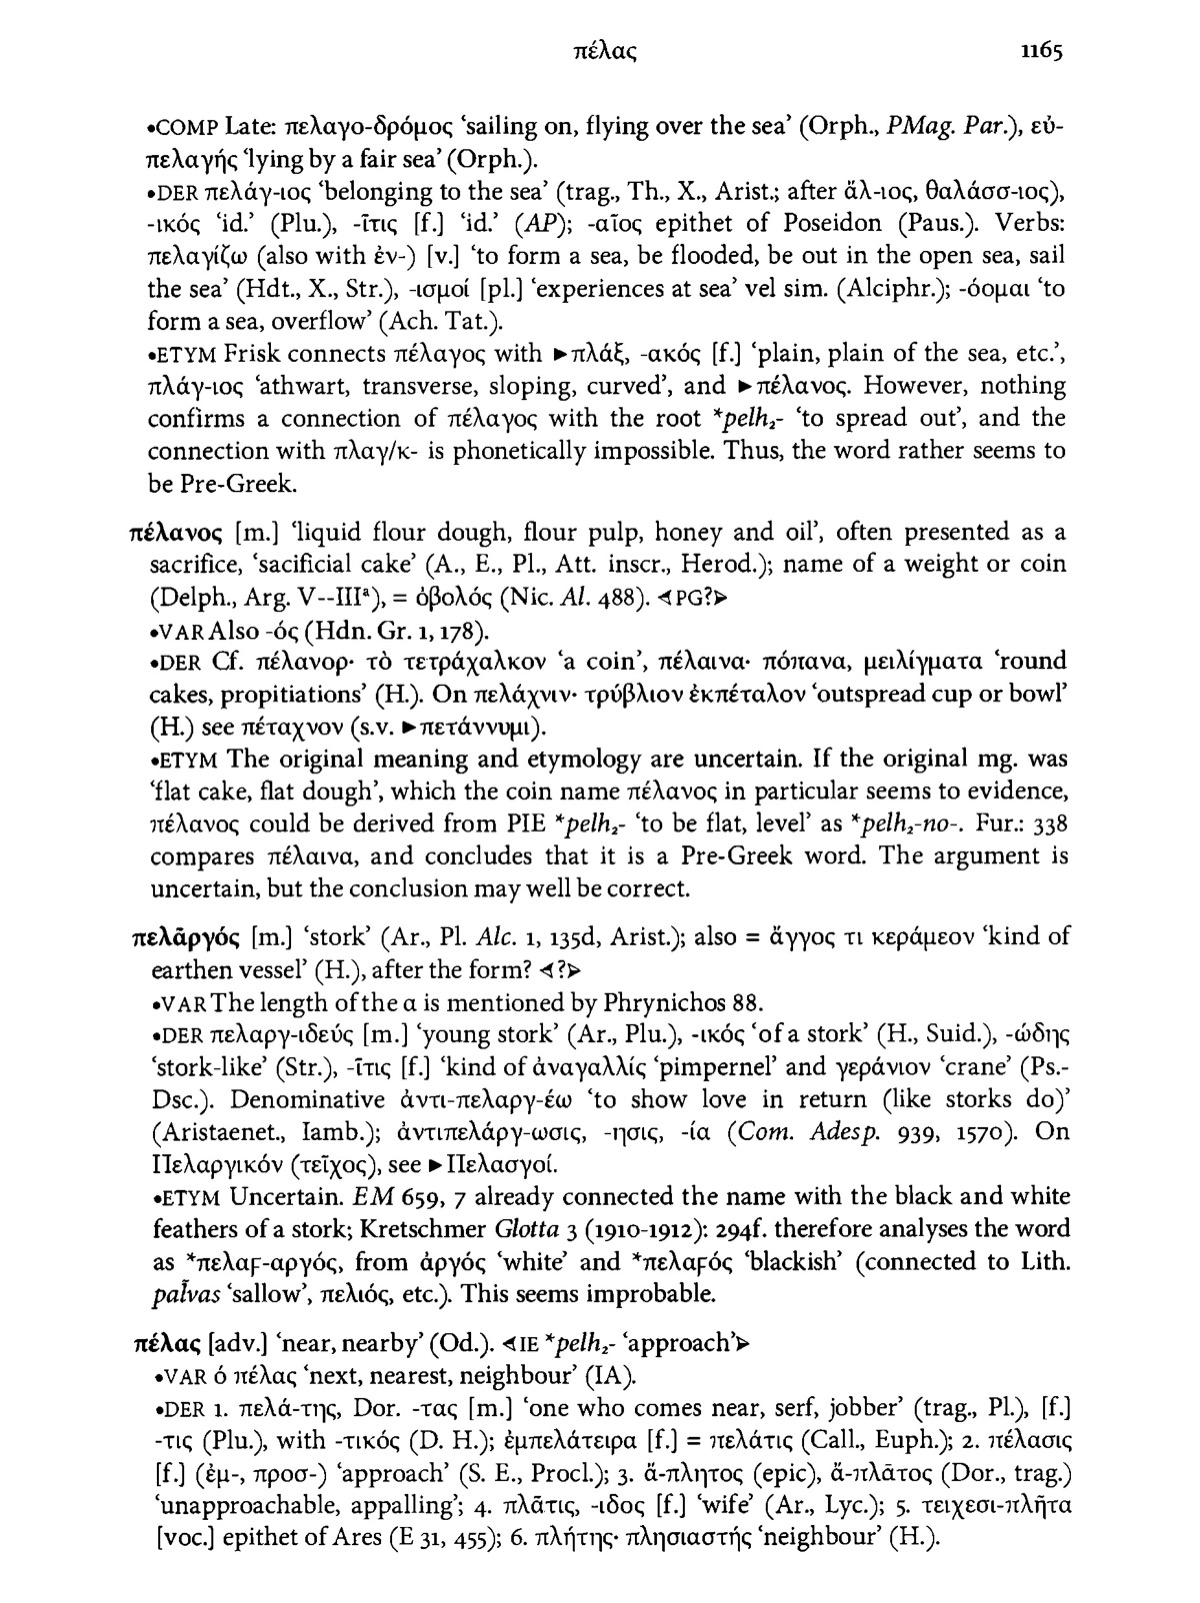 πέλας 1165
•COMP Late: πελαγο-δρόμος ‘sailing on, flying over the sea’ (Orph., PMag. Par.), εὐ-
πελαγής ‘lying by a fair sea’ (Orph.).
•DER πελάγ-ιος ‘belonging to the sea’ (trag., Th., X., Arist.; after ἅλ-ιος, θαλάσσ-ιος),
-ικός ‘id.’ (Plu.), -ῖτις [f.] ‘id.’ (AP); -αῖος epithet of Poseidon (Paus.). Verbs:
πελαγίζω (also with ἐν-) [v.] ‘to form a sea, be flooded, be out in the open sea, sail
the sea’ (Hdt., X., Str.), -ισμοί [pl.] ‘experiences at sea’ vel sim. (Alciphr.); -όομαι ‘to
form a sea, overflow’ (Ach. Tat.).
•ETYM Frisk connects πέλαγος with ►πλάξ, -ακός [f.] ‘plain, plain of the sea, etc.’,
πλάγ-ιος ‘athwart, transverse, sloping, curved’, and ►πέλανος. However, nothing
confirms a connection of πέλαγος with the root *pelh₂- ‘to spread out’, and the
connection with πλαγ/κ- is phonetically impossible. Thus, the word rather seems to
be Pre-Greek.
πέλανος [m.] ‘liquid flour dough, flour pulp, honey and oil’, often presented as a
sacrifice, ‘sacificial cake’ (A., E., Pl., Att. inscr., Herod.); name of a weight or coin
(Delph., Arg. V--IIIᵃ), = ὀβολός (Nic. Al. 488). ⊲PG?⊳
•VAR Also -ός (Hdn. Gr. 1, 178).
•DER Cf. πέλανορ· τὸ τετράχαλκον ‘a coin’, πέλαινα· πόπανα, μειλίγματα ‘round
cakes, propitiations’ (H.). On πελάχνιν· τρύβλιον ἐκπέταλον ‘outspread cup or bowl’
(H.) see πέταχνον (s.v. ►πετάννυμι).
•ETYM The original meaning and etymology are uncertain. If the original mg. was
‘flat cake, flat dough’, which the coin name πέλανος in particular seems to evidence,
πέλανος could be derived from PIE *pelh₂- ‘to be flat, level’ as *pelh₂-no-. Fur.: 338
compares πέλαινα, and concludes that it is a Pre-Greek word. The argument is
uncertain, but the conclusion may well be correct.
πελᾱργός [m.] ‘stork’ (Ar., Pl. Alc. 1, 135d, Arist.); also = ἄγγος τι κεράμεον ‘kind of
earthen vessel’ (H.), after the form? ⊲?⊳
•VAR The length of the α is mentioned by Phrynichos 88.
•DER πελαργ-ιδεύς [m.] ‘young stork’ (Ar., Plu.), -ικός ‘of a stork’ (H., Suid.), -ώδης
‘stork-like’ (Str.), -ῖτις [f.] ‘kind of ἀναγαλλίς ‘pimpernel’ and γεράνιον ‘crane’ (Ps.-
Dsc.). Denominative ἀντι-πελαργ-έω ‘to show love in return (like storks do)’
(Aristaenet., Iamb.); ἀντιπελάργ-ωσις, -ησις, -ία (Com. Adesp. 939, 1570). On
Πελαργικόν (τεῖχος), see ►Πελασγοί.
•ETYM Uncertain. EM 659, 7 already connected the name with the black and white
feathers of a stork; Kretschmer Glotta 3 (1910-1912): 294f. therefore analyses the word
as *πελαϝ-αργός, from ἀργός ‘white’ and *πελαϝός ‘blackish’ (connected to Lith.
pal̃vas ‘sallow’, πελιός, etc.). This seems improbable.
πέλας [adv.] ‘near, nearby’ (Od.). ⊲IE *pelh₂- ‘approach’⊳
•VAR ὁ πέλας ‘next, nearest, neighbour’ (IA).
•DER 1. πελά-της, Dor. -τας [m.] ‘one who comes near, serf, jobber’ (trag., Pl.), [f.]
-τις (Plu.), with -τικός (D. H.); ἐμπελάτειρα [f.] = πελάτις (Call., Euph.); 2. πέλασις
[f.] (ἐμ-, προσ-) ‘approach’ (S. E., Procl.); 3. ἄ-πλητος (epic), ἄ-πλᾱτος (Dor., trag.)
‘unapproachable, appalling’; 4. πλᾶτις, -ιδος [f.] ‘wife’ (Ar., Lyc.); 5. τειχεσι-πλῆτα
[voc.] epithet of Ares (Ε 31, 455); 6. πλήτης· πλησιαστής ‘neighbour’ (H.).